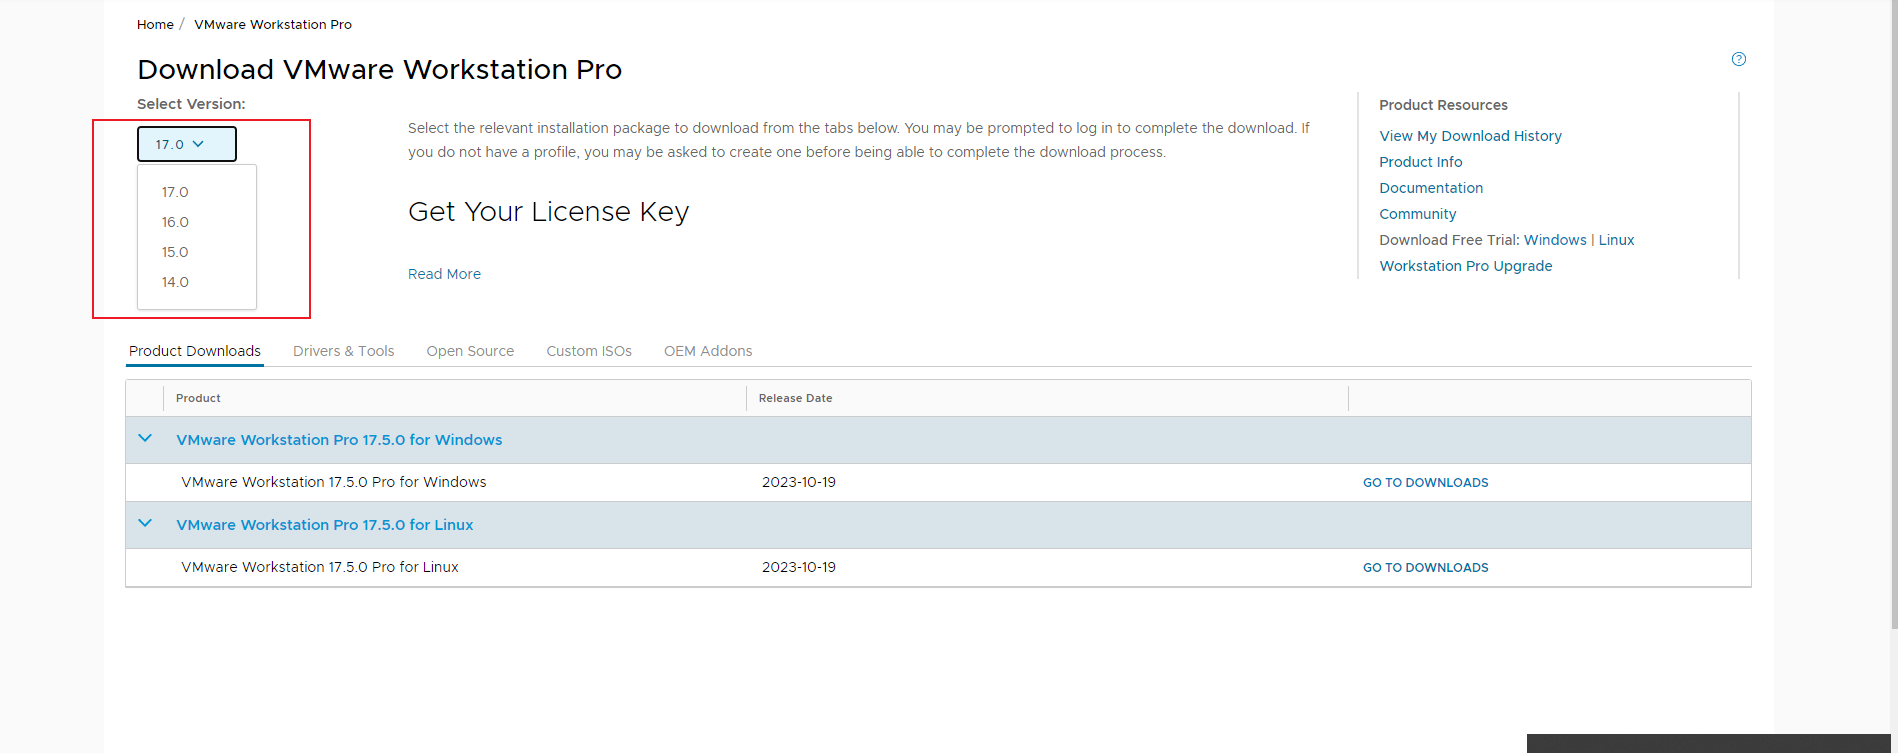 Home / VMware Workstation Pro
Download VMware Workstation Pro
?
Select Version:
17.0
17.0
16.0
15.0
14.0
Select the relevant installation package to download from the tabs below. You may be prompted to log in to complete the download. If
you do not have a profile, you may be asked to create one before being able to complete the download process.
Get Your License Key
Read More
Product Resources
View My Download History
Product Info
Documentation
Community
Download Free Trial: Windows | Linux
Workstation Pro Upgrade
Product Downloads Drivers & Tools Open Source Custom ISOs OEM Addons
Product Release Date
VMware Workstation Pro 17.5.0 for Windows
VMware Workstation 17.5.0 Pro for Windows 2023-10-19 GO TO DOWNLOADS
VMware Workstation Pro 17.5.0 for Linux
VMware Workstation 17.5.0 Pro for Linux 2023-10-19 GO TO DOWNLOADS